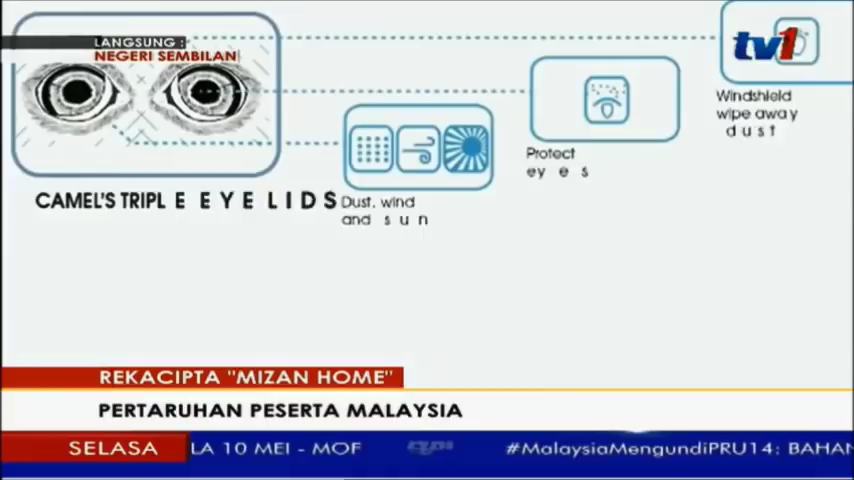 LANGSUNG :
NEGERI SEMBILAN
tv1
Windshield
wipe away
dust
Protect
eyes
CAMEL'S TRIPLE EYELIDS
Dust. wind
and sun
REKACIPTA "MIZAN HOME"
PERTARUHAN PESERTA MALAYSIA
SELASA
LA 10 MEI - MOF
#MalaysiaMengundiPRU14: BAHAN